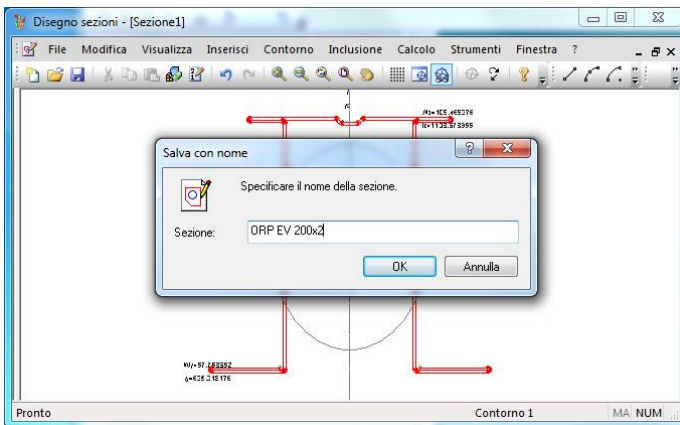 Disegno sezioni - [Sezione1]
File Modifica Visualizza Inserisci Contorno Inclusione Calcolo Strumenti Finestra ?
Salva con nome
Specificare il nome della sezione.
Sezione:
ORP EV 200x2
OK
Annulla
Pronto
Contorno 1
MA NUM